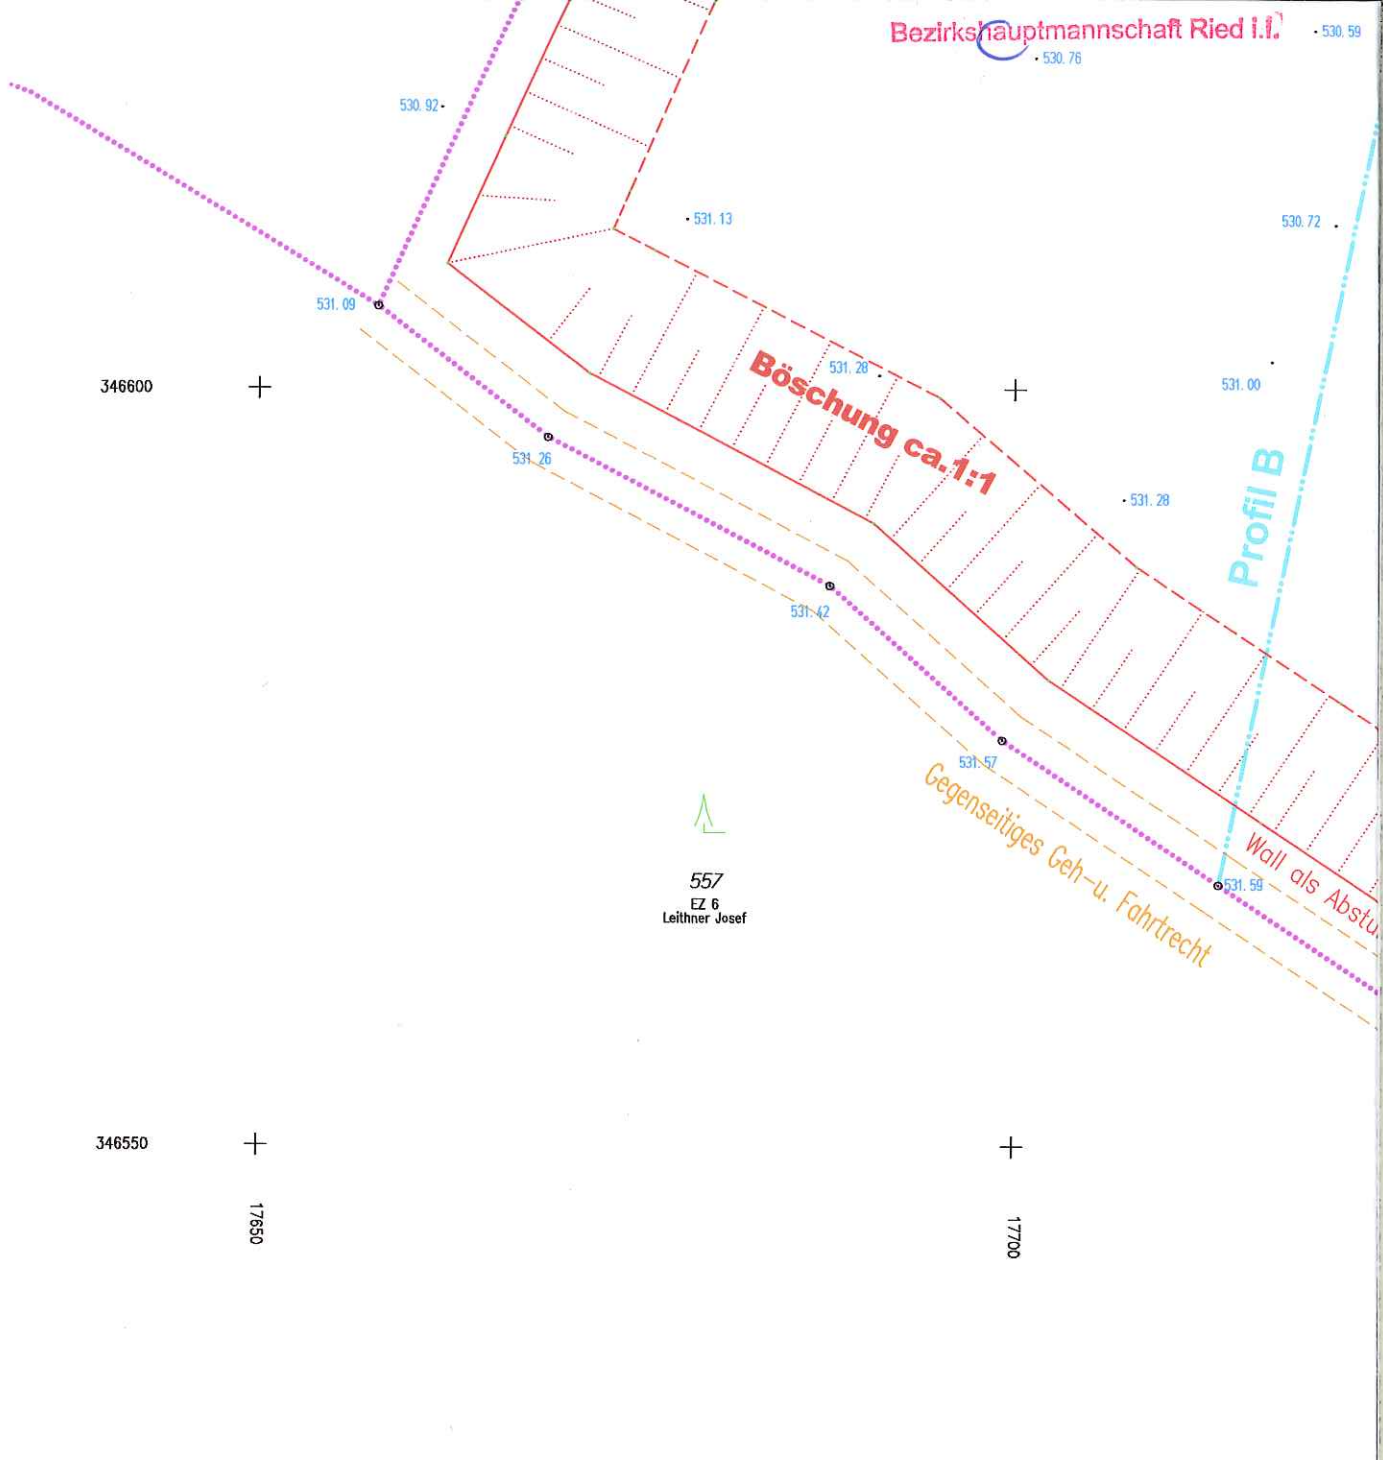 Bezirkshauptmannschaft Ried i.I.
530.59
530.76
530.92
531.13
530.72
531.09
346600
531.28
Böschung ca.1:1
531.00
531.26
531.28
Profil B
531.42
531.57
Gegenseitiges Geh-u. Fahrtrecht
Wall als Abstu
531.59
557
EZ 6
Leithner Josef
346550
17650
17700